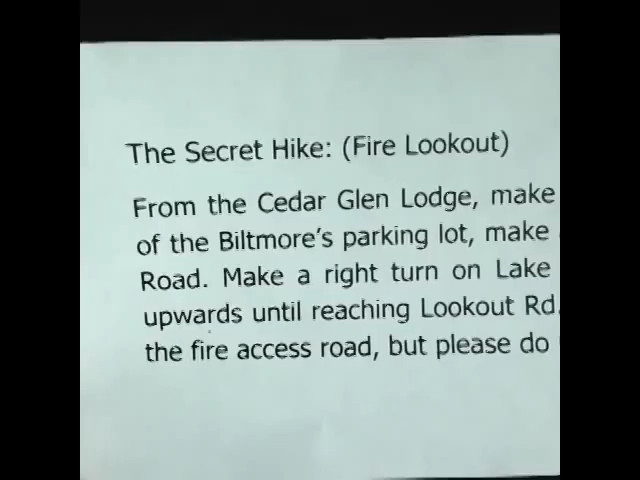 The Secret Hike: (Fire Lookout)
From the Cedar Glen Lodge, make
of the Biltmore's parking lot, make
Road. Make a right turn on Lake
upwards until reaching Lookout Rd.
the fire access road, but please do